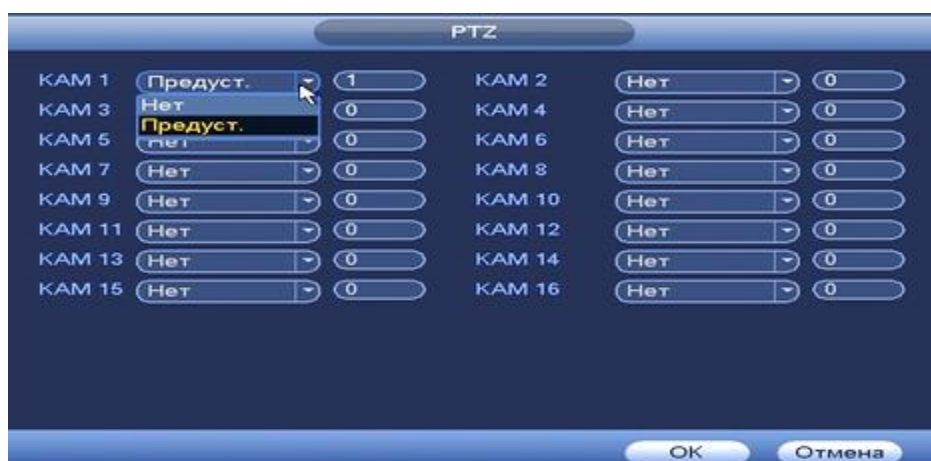 PTZ
КАМ 1 Предуст. 1 КАМ 2 Нет 0
КАМ 3 Нет 0 КАМ 4 Нет 0
Предуст.
КАМ 5 Нет 0 КАМ 6 Нет 0
КАМ 7 Нет 0 КАМ 8 Нет 0
КАМ 9 Нет 0 КАМ 10 Нет 0
КАМ 11 Нет 0 КАМ 12 Нет 0
КАМ 13 Нет 0 КАМ 14 Нет 0
КАМ 15 Нет 0 КАМ 16 Нет 0
OK Отмена